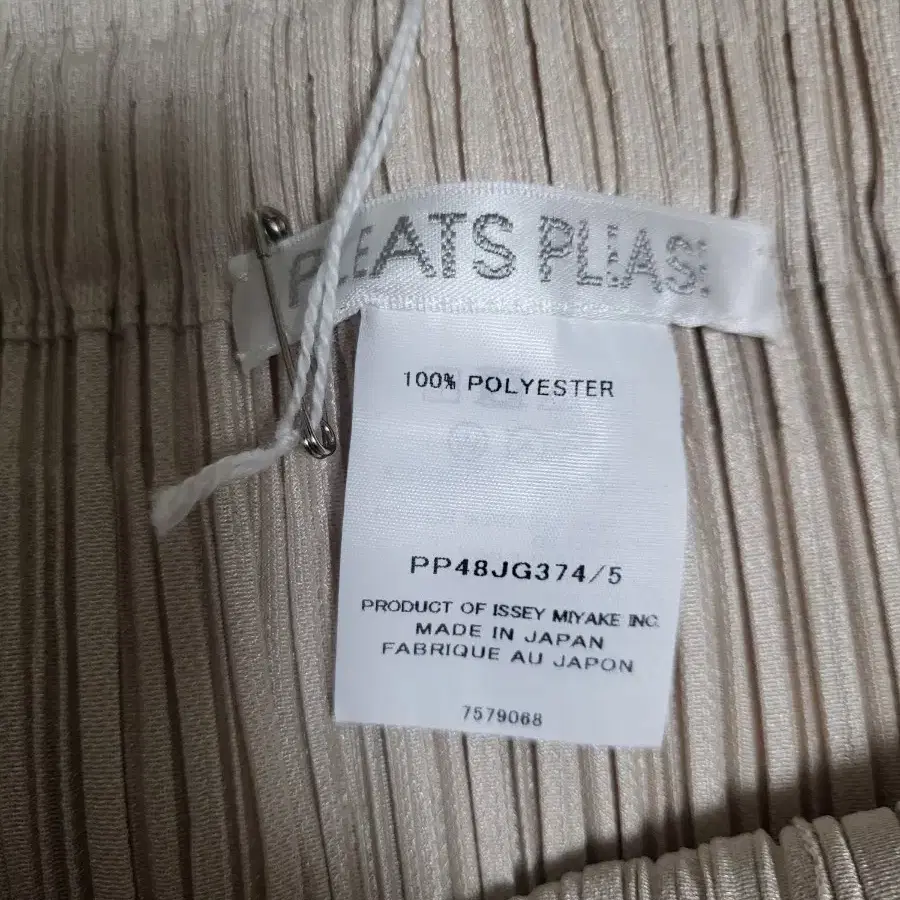 PLEATS PLEASE
100% POLYESTER
PP48JG374/5
PRODUCT OF ISSEY MIYAKE INC.
MADE IN JAPAN
FABRIQUE AU JAPON
7579068